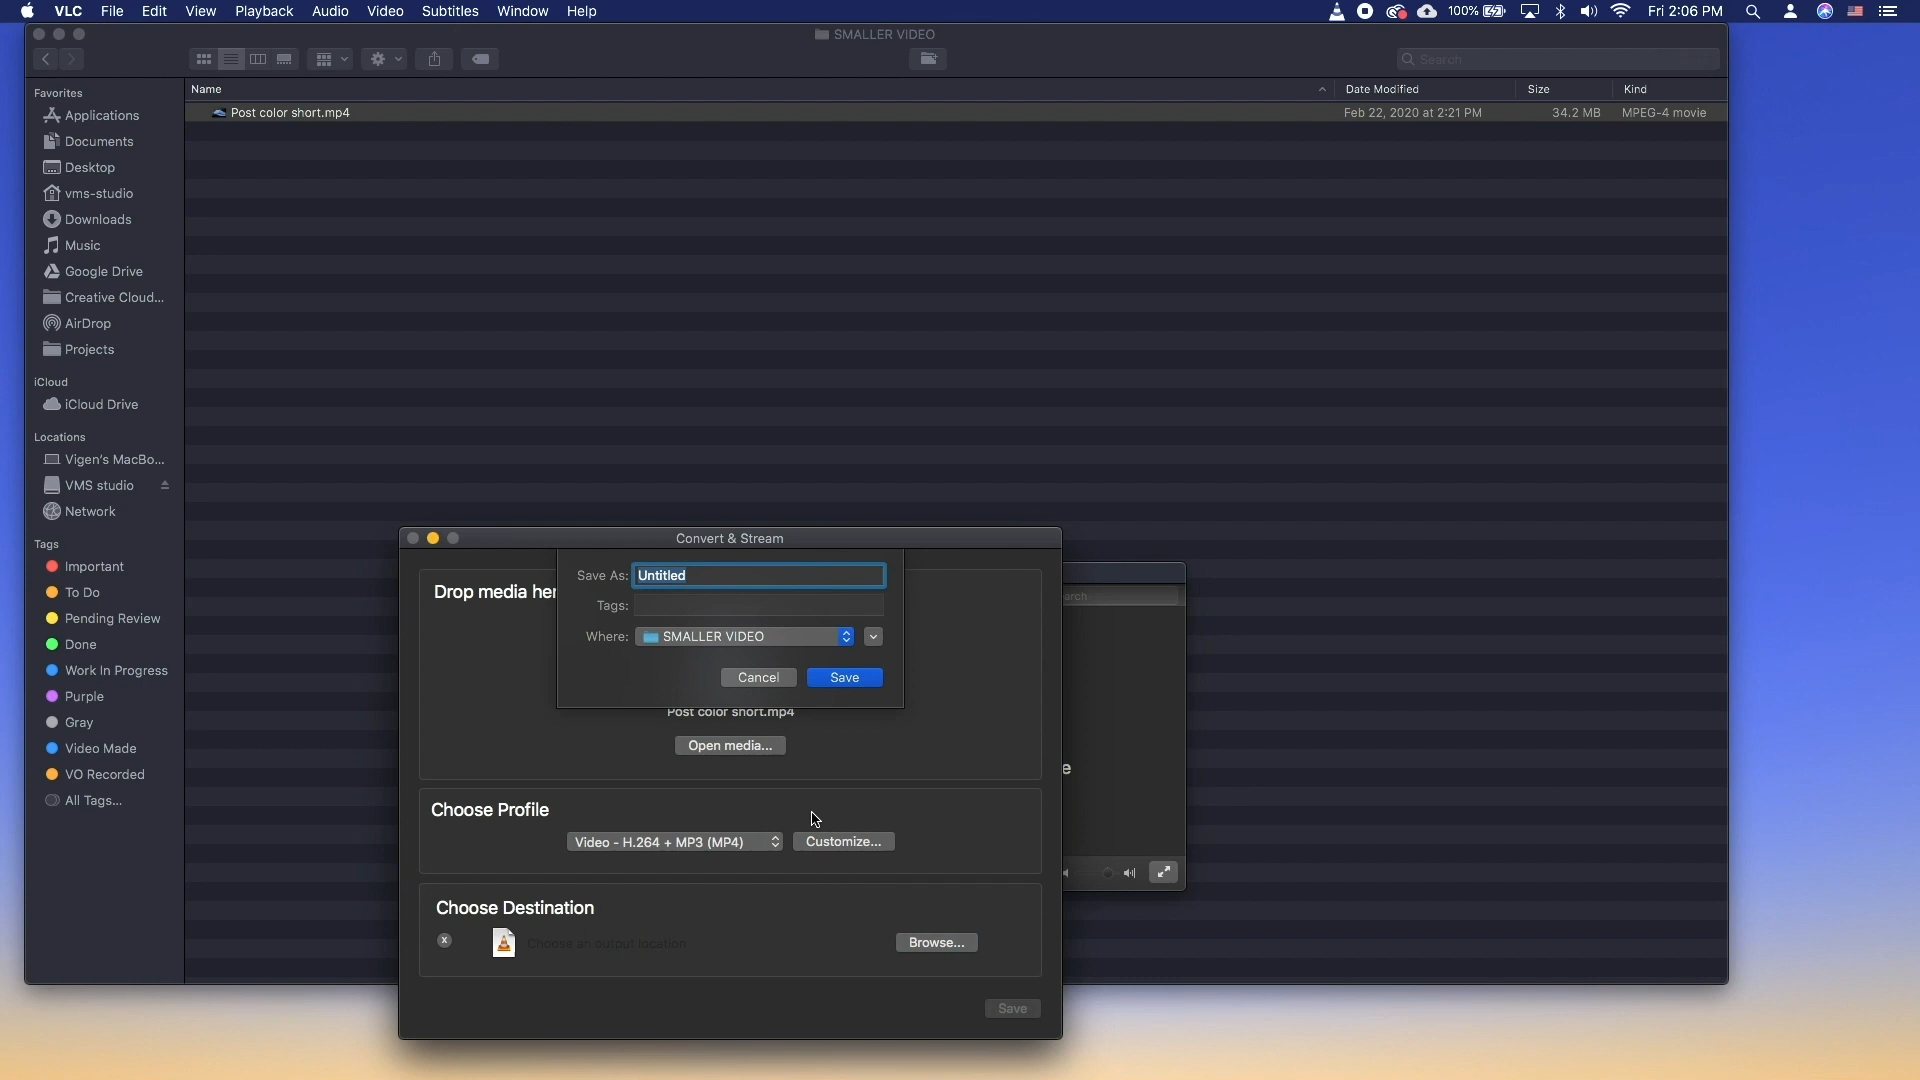 VLC File Edit View Playback Audio Video Subtitles Window Help 100% Fri 2:06 PM
SMALLER VIDEO
Search
Favorites
Applications
Documents
Desktop
vms-studio
Downloads
Music
Google Drive
Creative Cloud...
AirDrop
Projects
iCloud
iCloud Drive
Locations
Vigen's MacBo...
VMS studio
Network
Tags
Important
To Do
Pending Review
Done
Work In Progress
Purple
Gray
Video Made
VO Recorded
All Tags...
Name Date Modified Size Kind
Post color short.mp4 Feb 22, 2020 at 2:21 PM 34.2 MB MPEG-4 movie
Convert & Stream
Drop media her
Save As: Untitled
Tags:
Where: SMALLER VIDEO
Cancel Save
Post color short.mp4
Open media...
Choose Profile
Video - H.264 + MP3 (MP4) Customize...
Choose Destination
Choose an output location Browse...
Save
arch
e